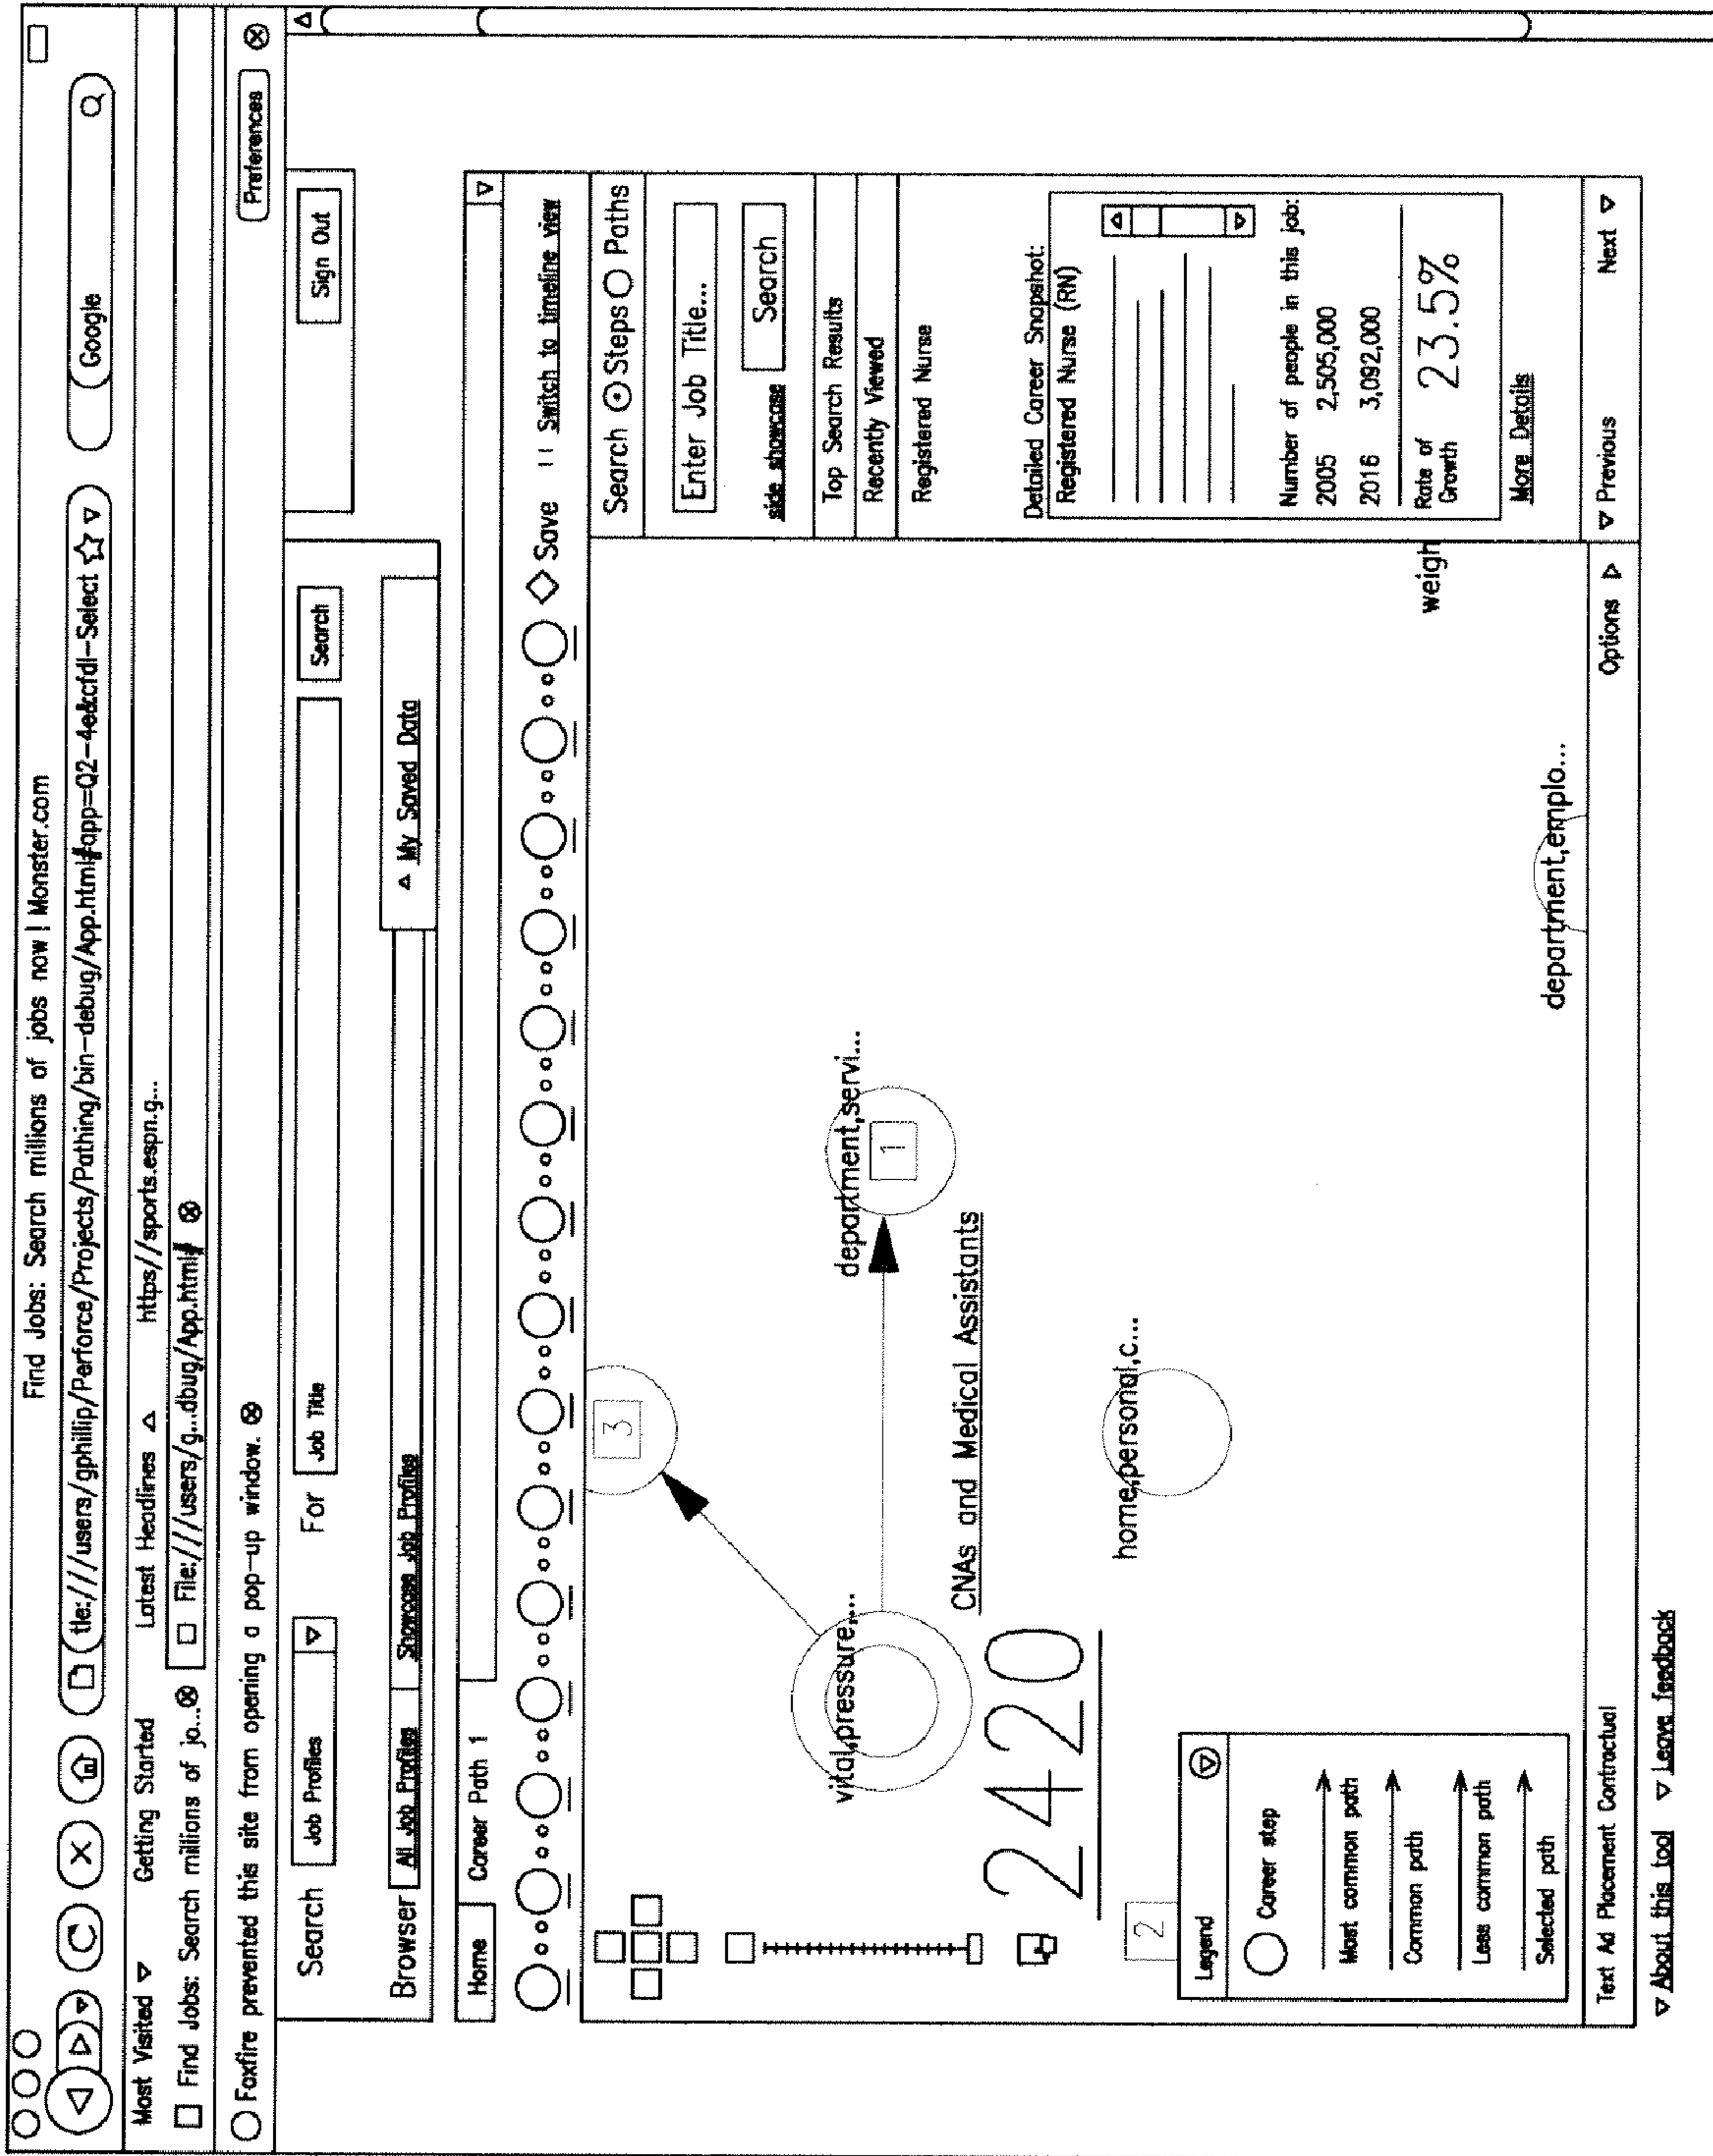 Find Jobs: Search millions of jobs now | Monster.com
tle:////users/gphillip/Perforce/Projects/Pathing/bin-debug/App.html#app=Q2-4e&cfdl-Select
Google
Most Visited
Getting Started
Latest Headlines
https//sports.espn.g...
Find Jobs: Search millions of jo...
File:///users/g..dbug/App.html#
Foxfire prevented this site from opening a pop-up window.
Preferences
Search
Job Profiles
For
Job Title
Search
Sign Out
Browser
All Job Profiles
Showcase Job Profiles
My Saved Data
Home
Career Path 1
Save
Switch to timeline view
3
vital,pressure,...
department,servi...
1
CNAs and Medical Assistants
2420
home,personal,c...
2
weigh
department,emplo...
Legend
Career step
Most common path
Common path
Less common path
Selected path
Search Steps Paths
Enter Job Title...
side showcase
Search
Top Search Results
Recently Viewed
Registered Nurse
Detailed Career Snapshot:
Registered Nurse (RN)
Number of people in this job:
2005 2,505,000
2016 3,092,000
Rate of Growth 23.5%
More Details
Text Ad Placement Contractual
Options
Previous
Next
About this tool
Leave feedback